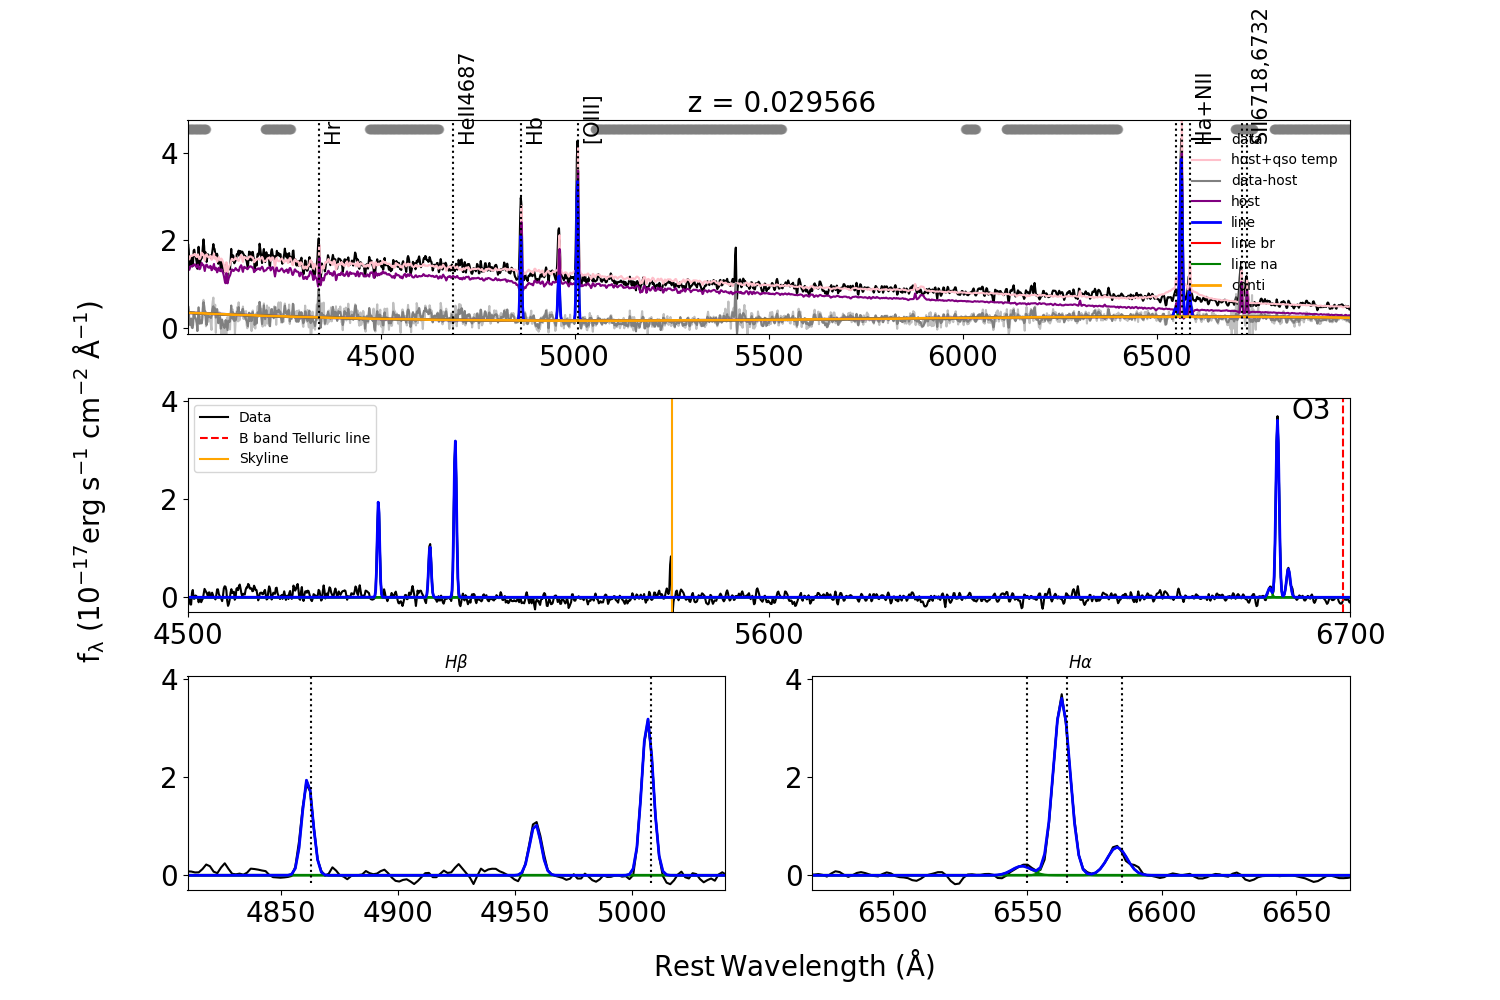 z = 0.029566
Hr
HeII4687
Hb
[OIII]
Ha+NII
SII6718,6732
data
host+qso temp
data-host
host
line
line br
line na
conti
4
2
0
4500 5000 5500 6000 6500
fλ (10⁻¹⁷erg s⁻¹ cm⁻² Å⁻¹)
Data
B band Telluric line
Skyline
O3
4
2
0
4500 5600 6700
Hβ
4
2
0
4850 4900 4950 5000
Hα
4
2
0
6500 6550 6600 6650
Rest Wavelength (Å)